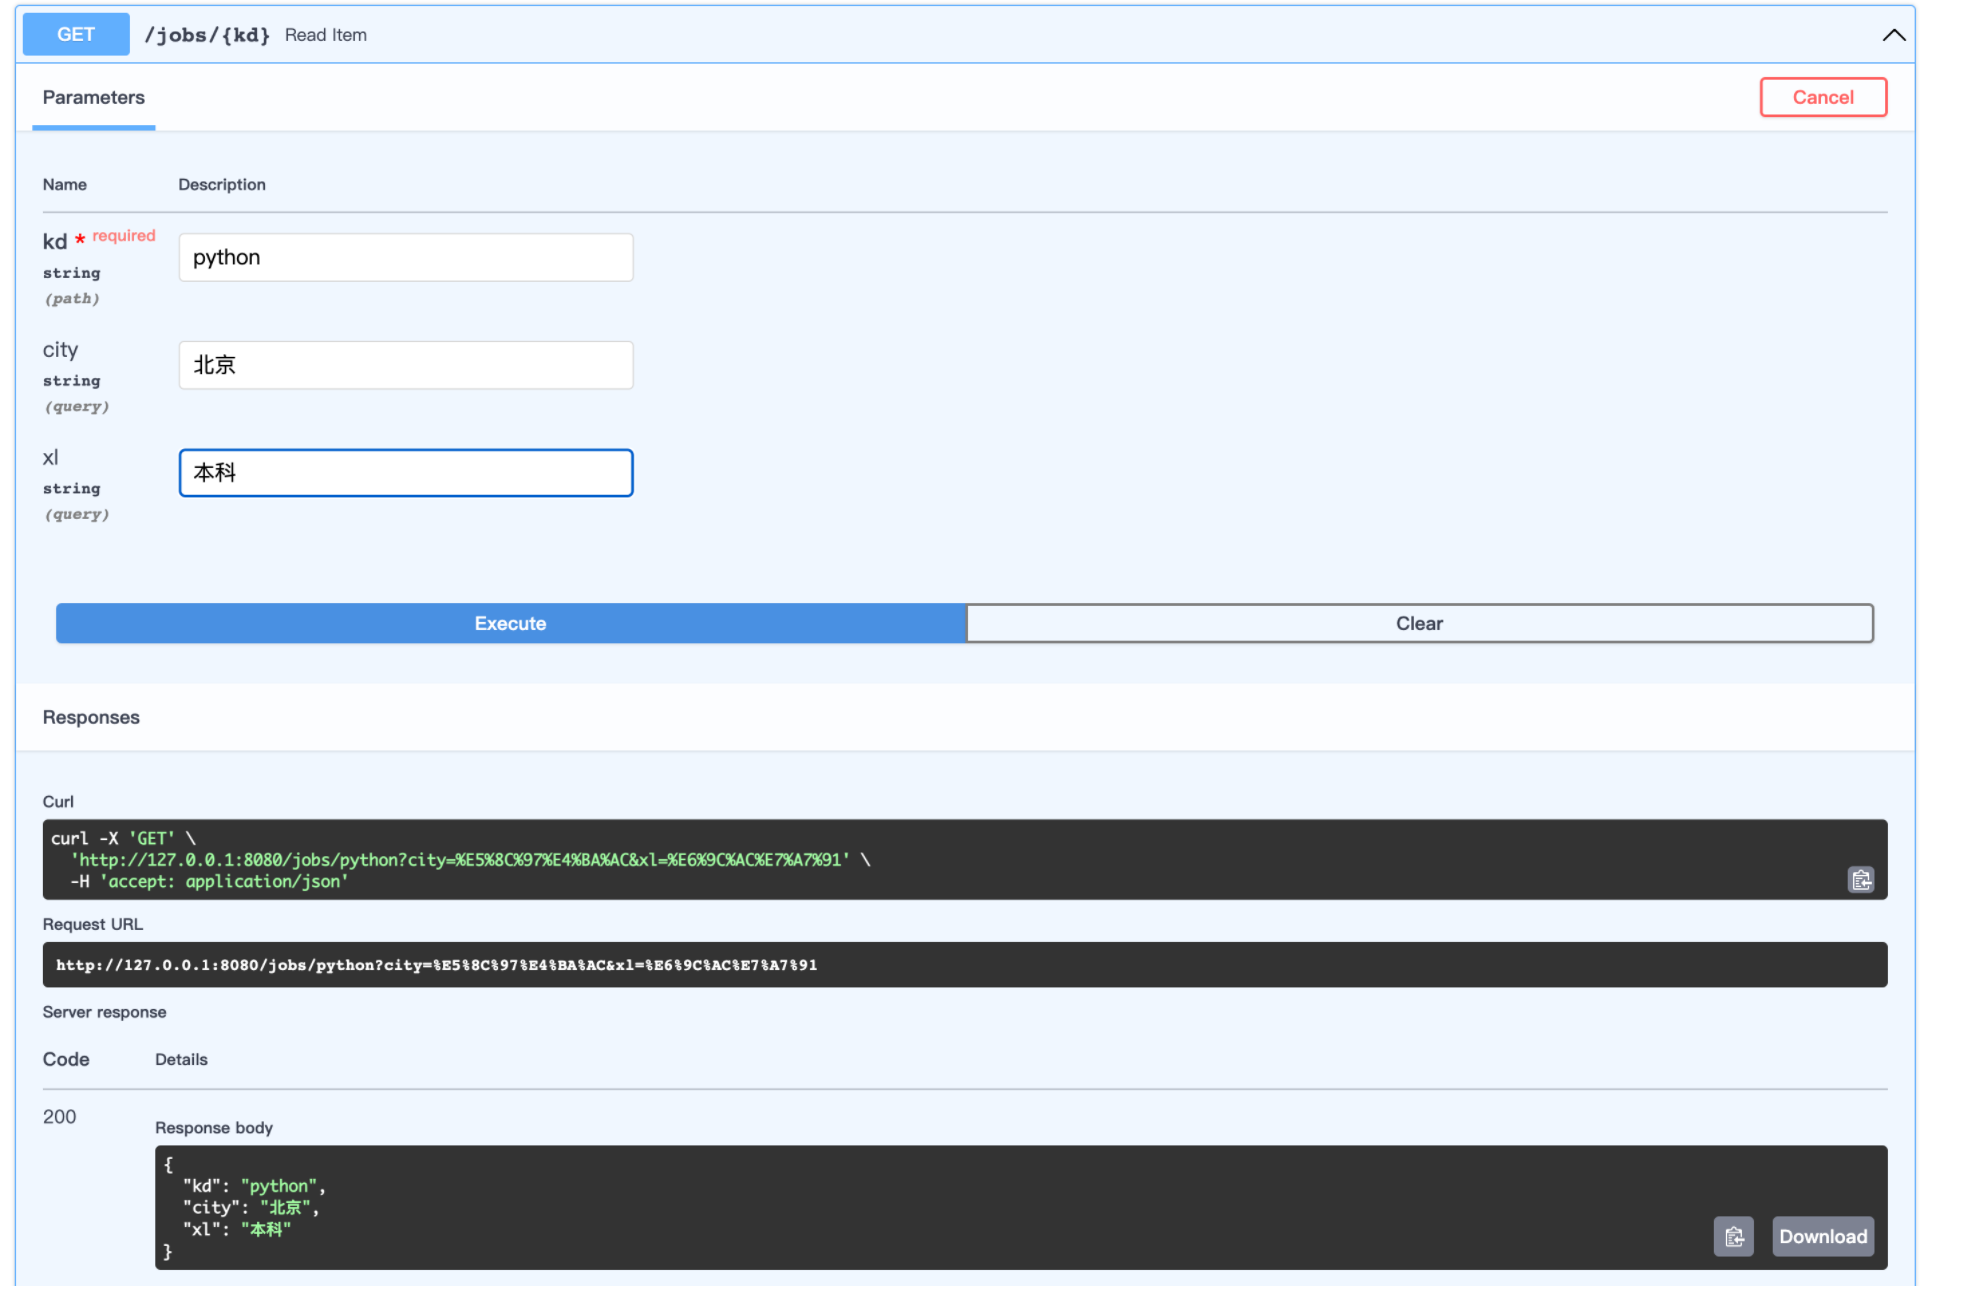 GET /jobs/{kd} Read Item
Parameters
Cancel
Name Description
kd * required
string
(path)
python
city
string
(query)
北京
xl
string
(query)
本科
Execute
Clear
Responses
Curl
curl -X 'GET' \
'http://127.0.0.1:8080/jobs/python?city=%E5%8C%97%E4%BA%AC&xl=%E6%9C%AC%E7%A7%91' \
-H 'accept: application/json'
Request URL
http://127.0.0.1:8080/jobs/python?city=%E5%8C%97%E4%BA%AC&xl=%E6%9C%AC%E7%A7%91
Server response
Code Details
200
Response body
{
"kd": "python",
"city": "北京",
"xl": "本科"
}
Download